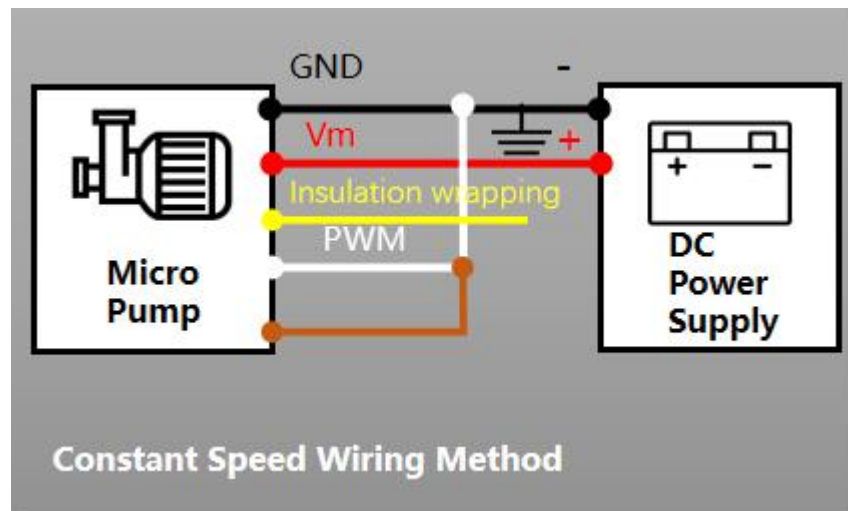 GND -
Vm +
Insulation wrapping
PWM
Micro
Pump
+ -
DC
Power
Supply
Constant Speed Wiring Method